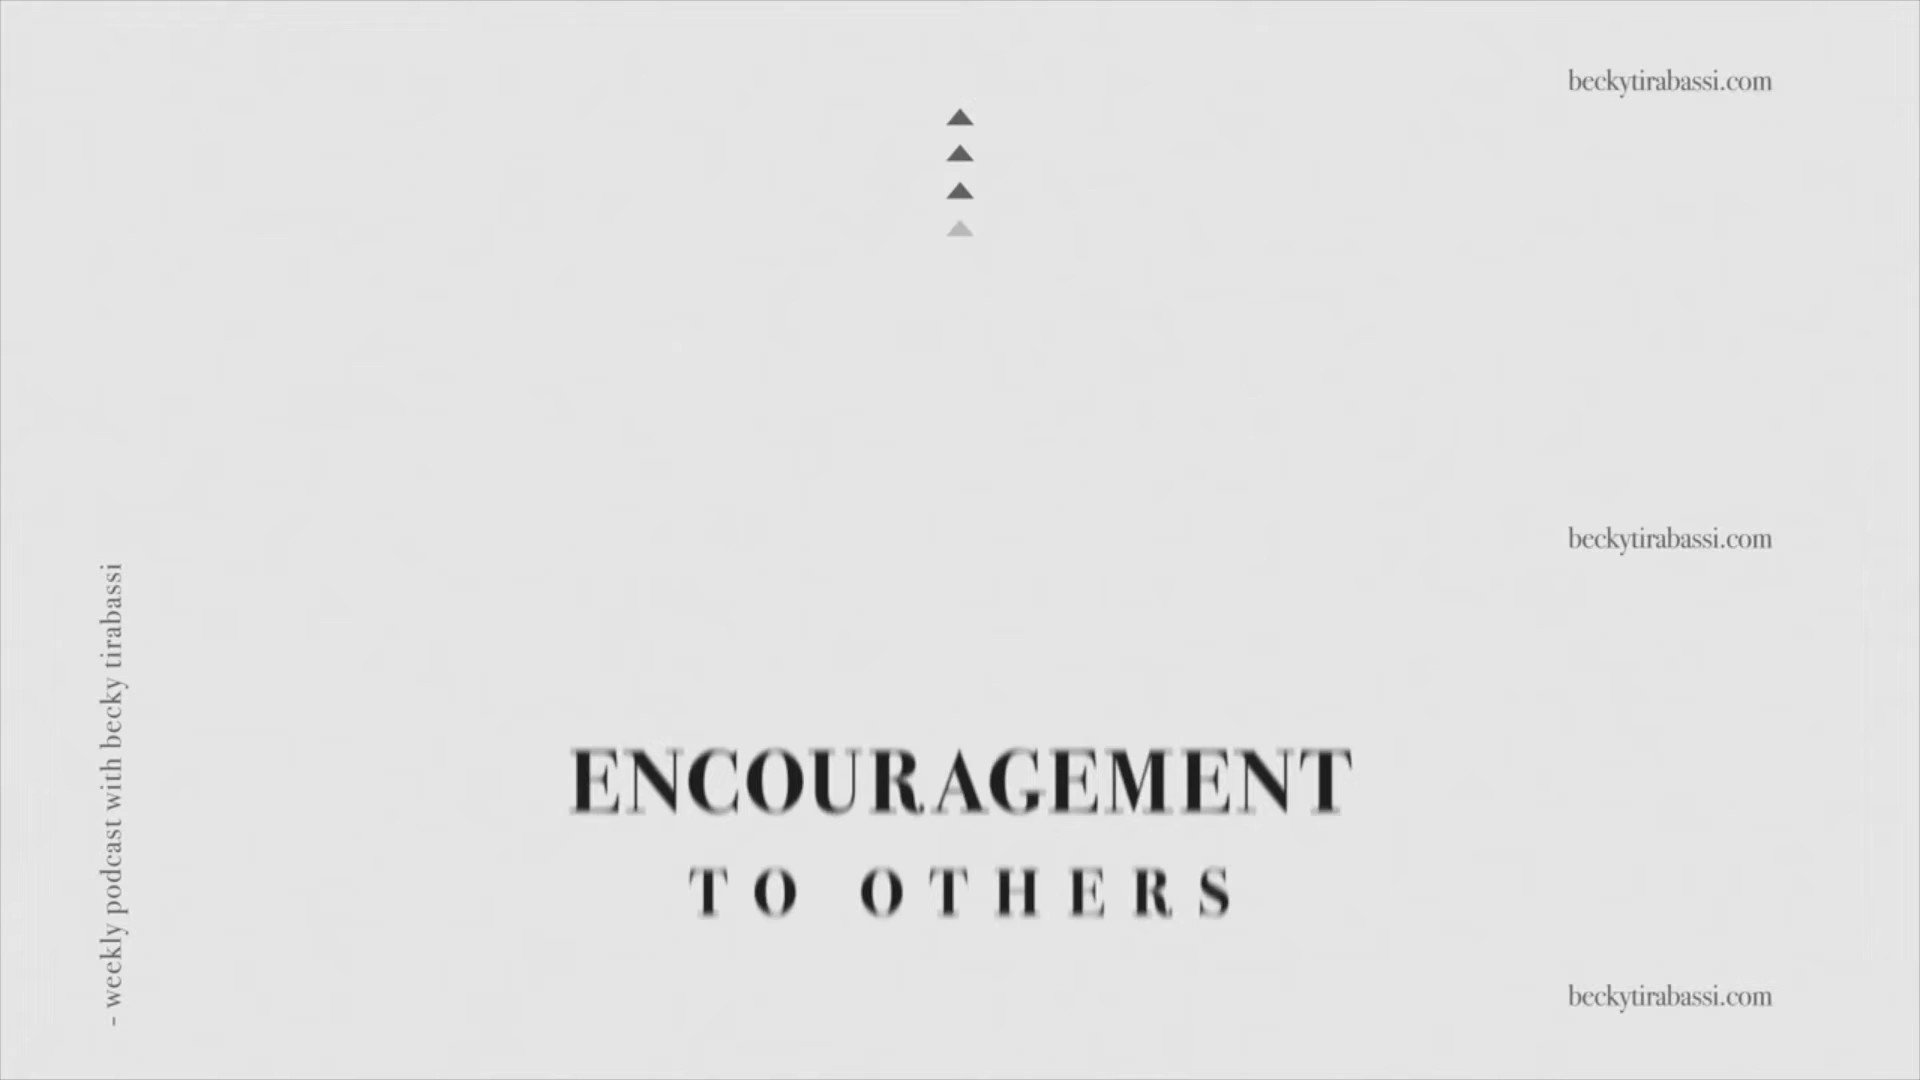 beckytirabassi.com
beckytirabassi.com
- weekly podcast with becky tirabassi
ENCOURAGEMENT
TO OTHERS
beckytirabassi.com